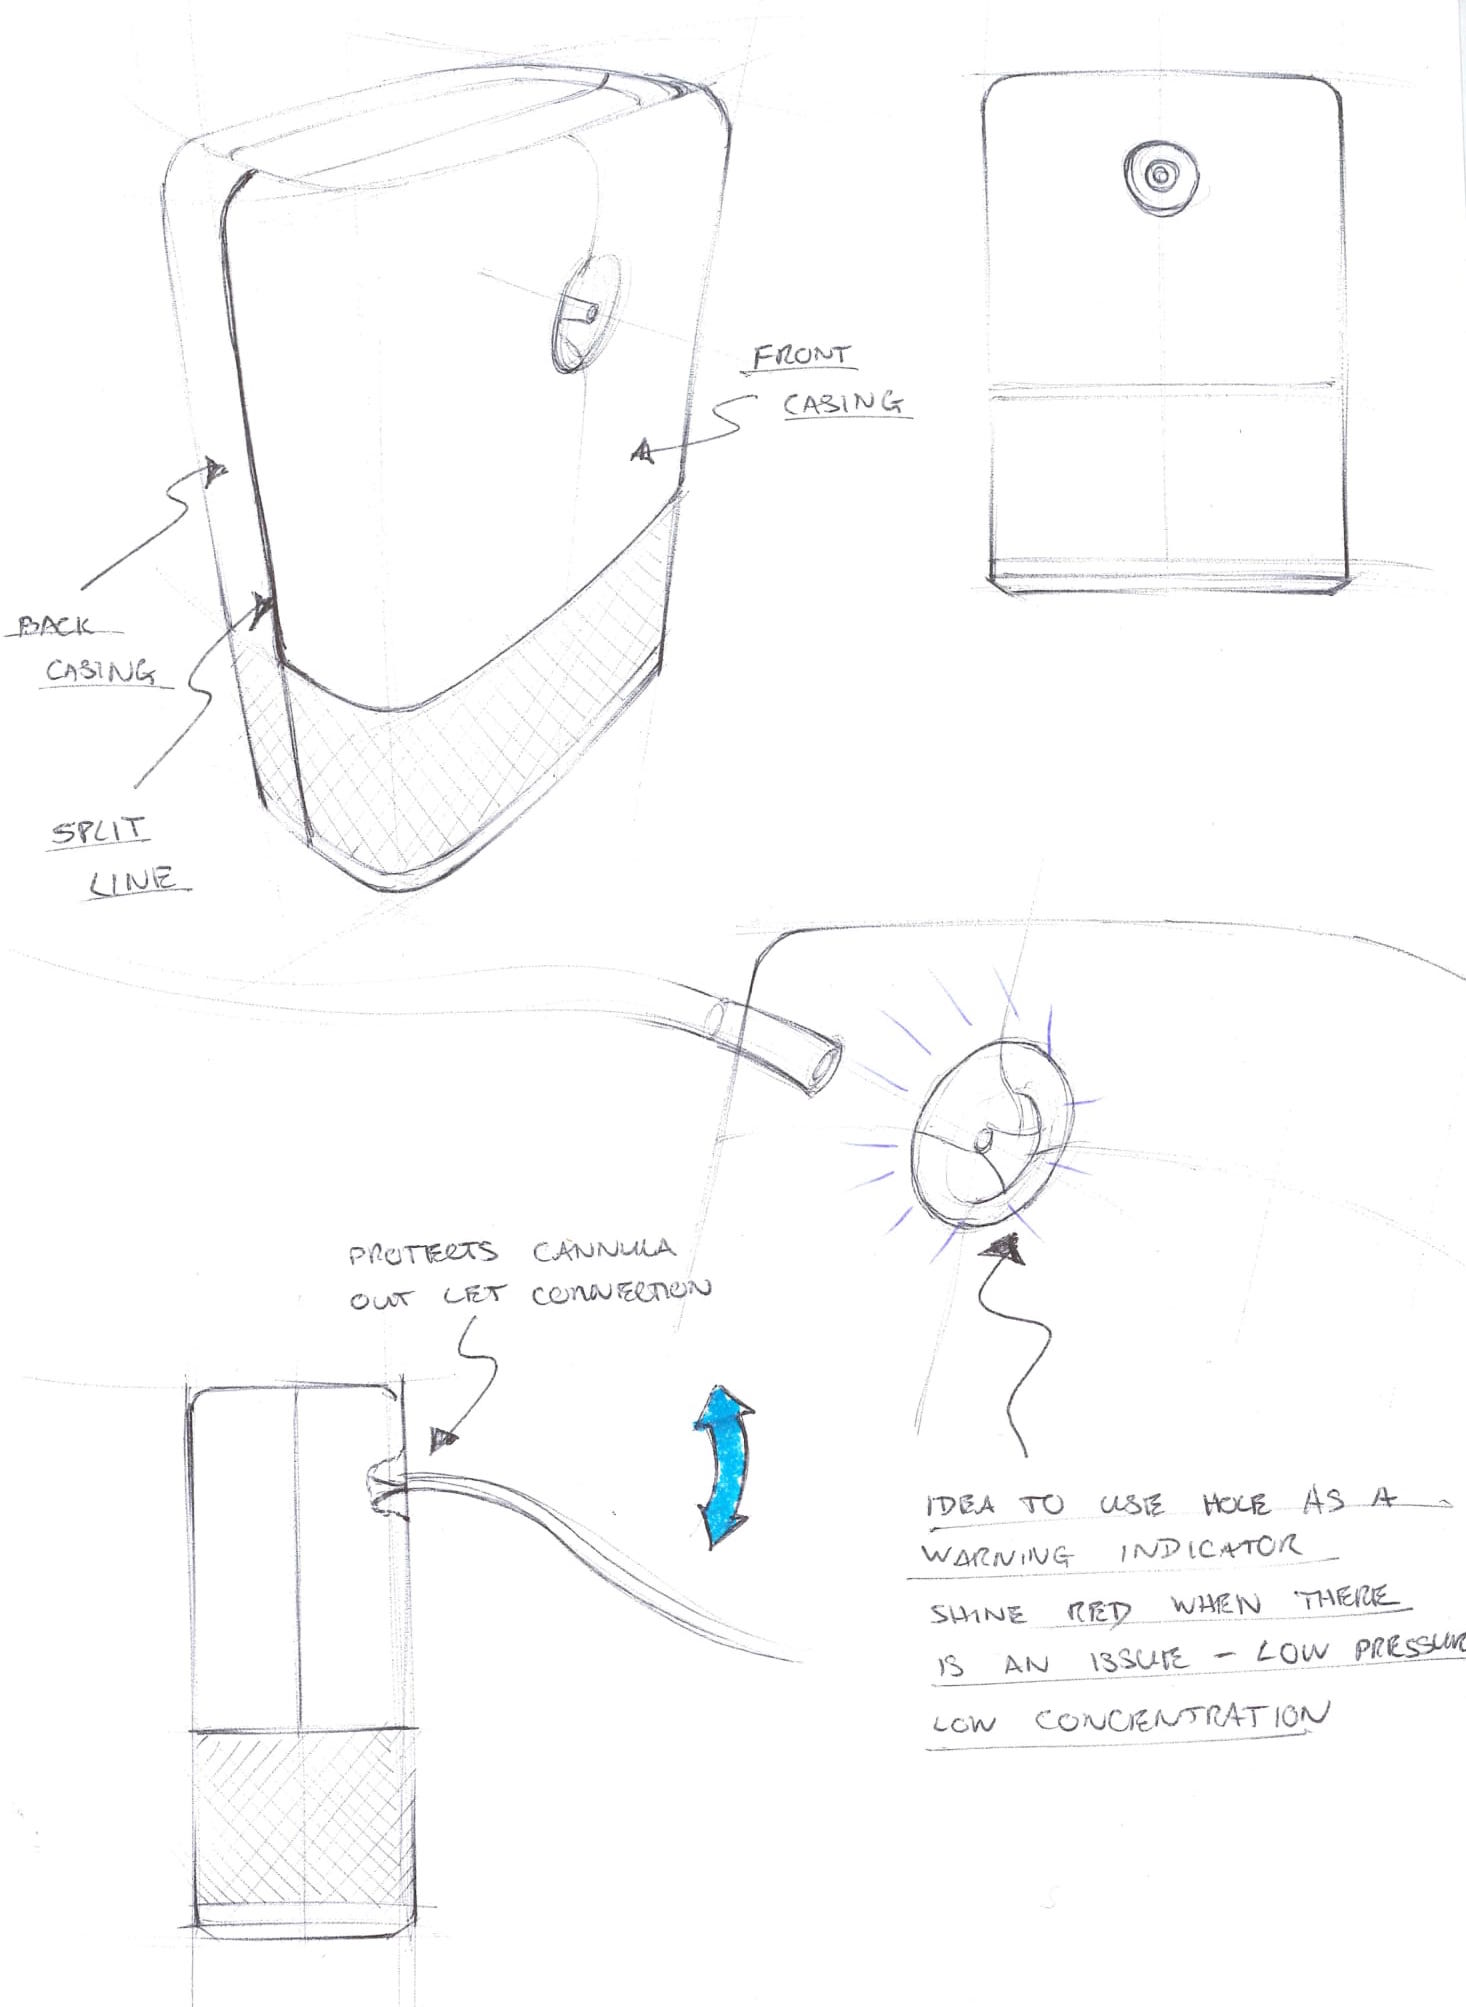 FRONT
CASING
BACK
CASING
SPLIT
LINE
PROTECTS CANNULA
OUT LET CONNECTION
IDEA TO USE HOLE AS A
WARNING INDICATOR
SHINE RED WHEN THERE
IS AN ISSUE - LOW PRESSUR
LOW CONCENTRATION